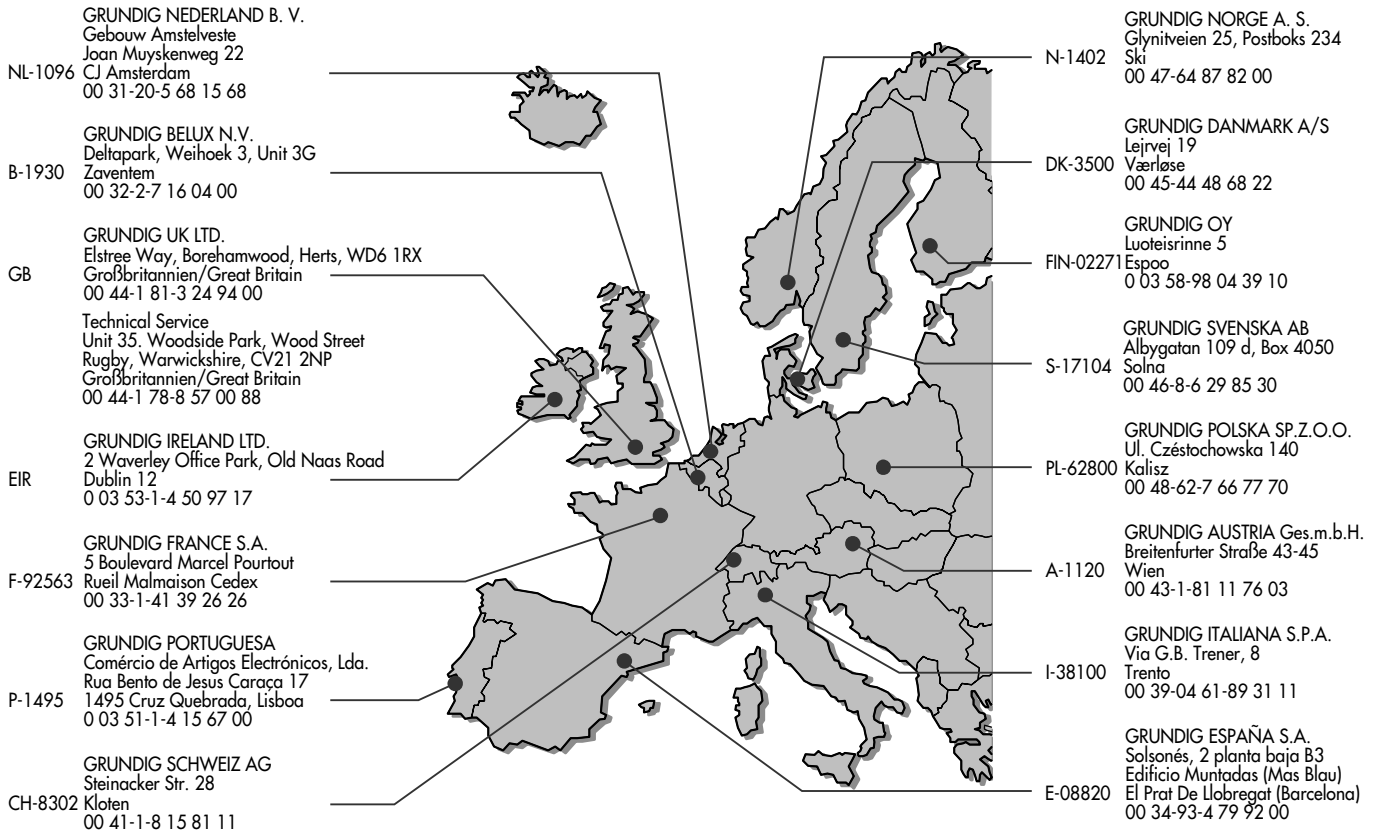 GRUNDIG NEDERLAND B. V.
Gebouw Amstelveste
Joan Muyskenweg 22
NL-1096 CJ Amsterdam
00 31-20-5 68 15 68
GRUNDIG BELUX N.V.
Deltapark, Weihoek 3, Unit 3G
B-1930 Zaventem
00 32-2-7 16 04 00
GRUNDIG UK LTD.
Elstree Way, Borehamwood, Herts, WD6 1RX
GB Großbritannien/Great Britain
00 44-1 81-3 24 94 00
Technical Service
Unit 35. Woodside Park, Wood Street
Rugby, Warwickshire, CV21 2NP
Großbritannien/Great Britain
00 44-1 78-8 57 00 88
GRUNDIG IRELAND LTD.
2 Waverley Office Park, Old Naas Road
EIR Dublin 12
0 03 53-1-4 50 97 17
GRUNDIG FRANCE S.A.
5 Boulevard Marcel Pourtout
F-92563 Rueil Malmaison Cedex
00 33-1-41 39 26 26
GRUNDIG PORTUGUESA
Comércio de Artigos Electrónicos, Lda.
Rua Bento de Jesus Caraça 17
P-1495 1495 Cruz Quebrada, Lisboa
0 03 51-1-4 15 67 00
GRUNDIG SCHWEIZ AG
Steinacker Str. 28
CH-8302 Kloten
00 41-1-8 15 81 11
GRUNDIG NORGE A. S.
Glynitveien 25, Postboks 234
N-1402 Ski
00 47-64 87 82 00
GRUNDIG DANMARK A/S
Lejrvej 19
DK-3500 Værløse
00 45-44 48 68 22
GRUNDIG OY
Luoteisrinne 5
FIN-02271 Espoo
0 03 58-98 04 39 10
GRUNDIG SVENSKA AB
Albygatan 109 d, Box 4050
S-17104 Solna
00 46-8-6 29 85 30
GRUNDIG POLSKA SP.Z.O.O.
Ul. Czéstochowska 140
PL-62800 Kalisz
00 48-62-7 66 77 70
GRUNDIG AUSTRIA Ges.m.b.H.
Breitenfurter Straße 43-45
A-1120 Wien
00 43-1-81 11 76 03
GRUNDIG ITALIANA S.P.A.
Via G.B. Trener, 8
I-38100 Trento
00 39-04 61-89 31 11
GRUNDIG ESPAÑA S.A.
Solsonés, 2 planta baja B3
Edificio Muntadas (Mas Blau)
E-08820 El Prat De Llobregat (Barcelona)
00 34-93-4 79 92 00